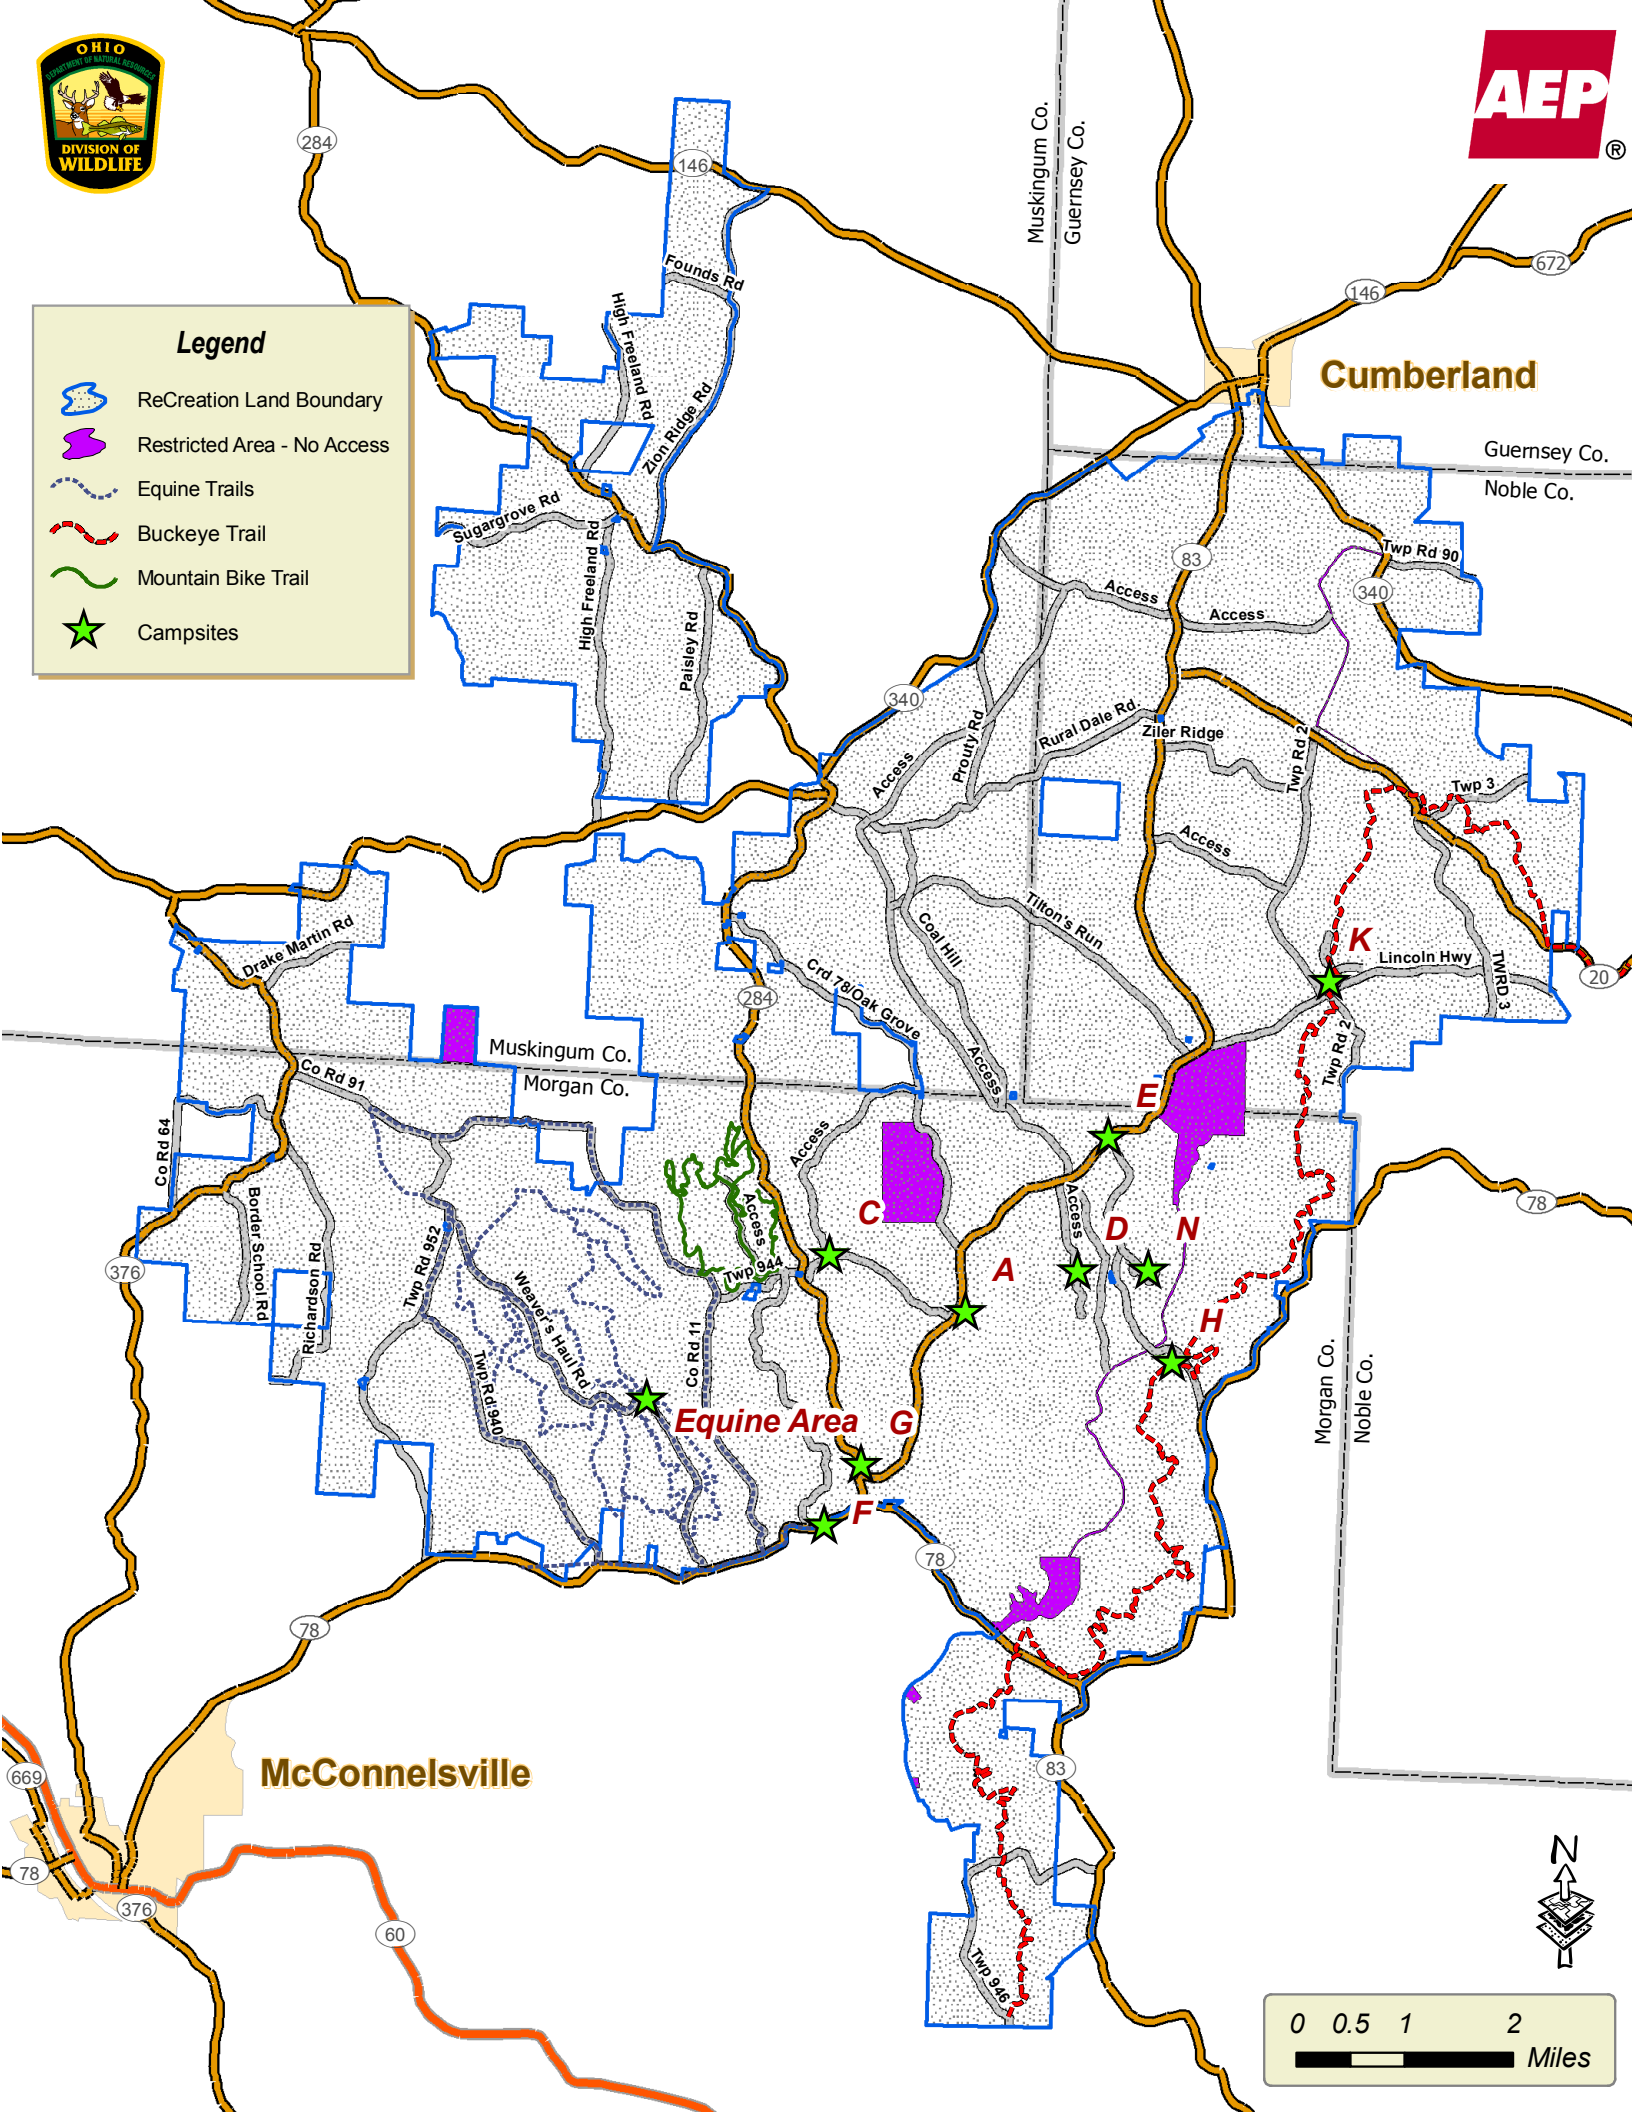 OHIO
DEPARTMENT OF NATURAL RESOURCES
DIVISION OF
WILDLIFE
AEP
®
Legend
ReCreation Land Boundary
Restricted Area - No Access
Equine Trails
Buckeye Trail
Mountain Bike Trail
Campsites
284
146
Muskingum Co.
Guernsey Co.
672
146
Founds Rd
High Freeland Rd
Zion Ridge Rd
Cumberland
Guernsey Co.
Noble Co.
Sugargrove Rd
High Freeland Rd
Paisley Rd
83
Twp Rd 90
340
Access
Access
340
Prouty Rd
Rural Dale Rd
Ziler Ridge
Access
Twp Rd 2
Twp 3
Access
Tilton's Run
Coal Hill
Drake Martin Rd
K
Lincoln Hwy
TWRD 3
20
284
Crd 78/Oak Grove
Access
Twp Rd 2
Muskingum Co.
Morgan Co.
Co Rd 91
E
Co Rd 64
Access
Access
Access
C
D
N
A
H
78
376
Border School Rd
Richardson Rd
Twp Rd 952
Weaver's Haul Rd
Twp 944
Co Rd 11
Twp Rd 940
Morgan Co.
Noble Co.
Equine Area
G
F
78
78
McConnelsville
83
669
78
376
60
Twp 946
N
0 0.5 1 2
Miles